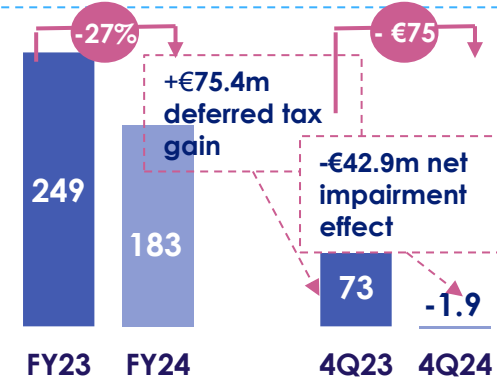 -27%
- €75
+€75.4m
deferred tax
gain
-€42.9m net
impairment
effect
249
183
73
-1.9
FY23 FY24 4Q23 4Q24